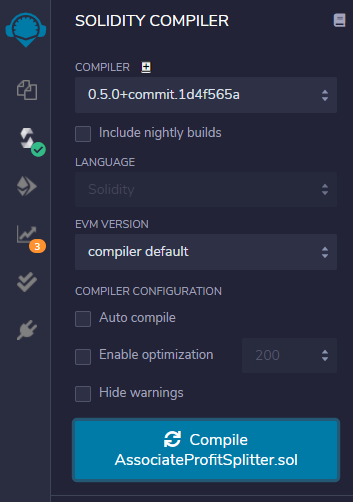 SOLIDITY COMPILER
COMPILER
0.5.0+commit.1d4f565a
Include nightly builds
LANGUAGE
Solidity
EVM VERSION
compiler default
3
COMPILER CONFIGURATION
Auto compile
Enable optimization 200
Hide warnings
Compile
AssociateProfitSplitter.sol